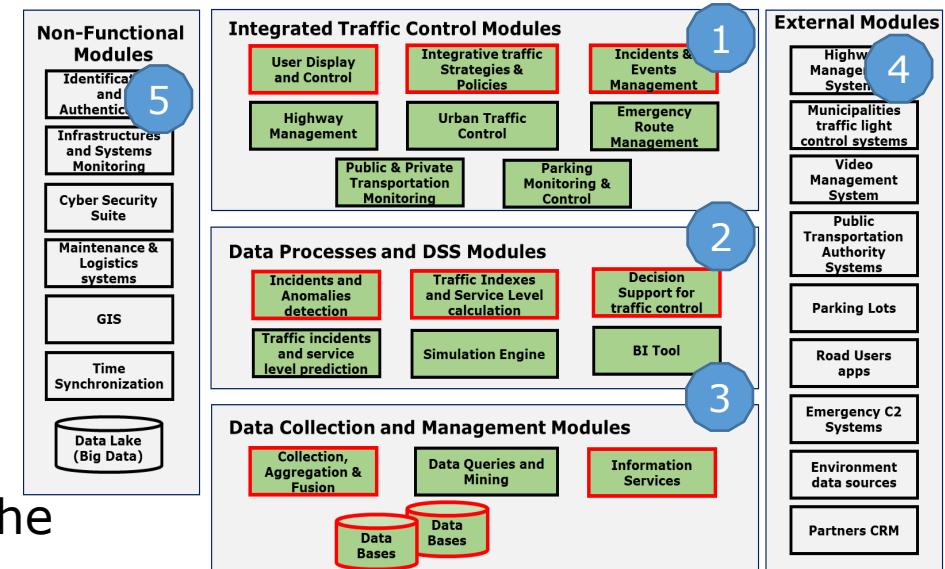 Non-Functional
Modules
and
5
Infrastructures
and Systems
Monitoring
Cyber Security
Suite
Maintenance &
Logistics
systems
GIS
Time
Synchronization
Data Lake
(Big Data)
he
Integrated Traffic Control Modules
1
User Display
and Control
Integrative traffic
Strategies &
Policies
Incidents &
Events
Management
Highway
Management
Urban Traffic
Control
Emergency
Route
Management
Public & Private
Transportation
Monitoring
Parking
Monitoring &
Control
Data Processes and DSS Modules
2
Incidents and
Anomalies
detection
Traffic Indexes
and Service Level
calculation
Decision
Support for
traffic control
Traffic incidents
and service
level prediction
Simulation Engine
BI Tool
Data Collection and Management Modules
3
Collection,
Aggregation &
Fusion
Data Queries and
Mining
Information
Services
Data
Bases
Data
Bases
External Modules
4
Municipalities
traffic light
control systems
Video
Management
System
Public
Transportation
Authority
Systems
Parking Lots
Road Users
apps
Emergency C2
Systems
Environment
data sources
Partners CRM